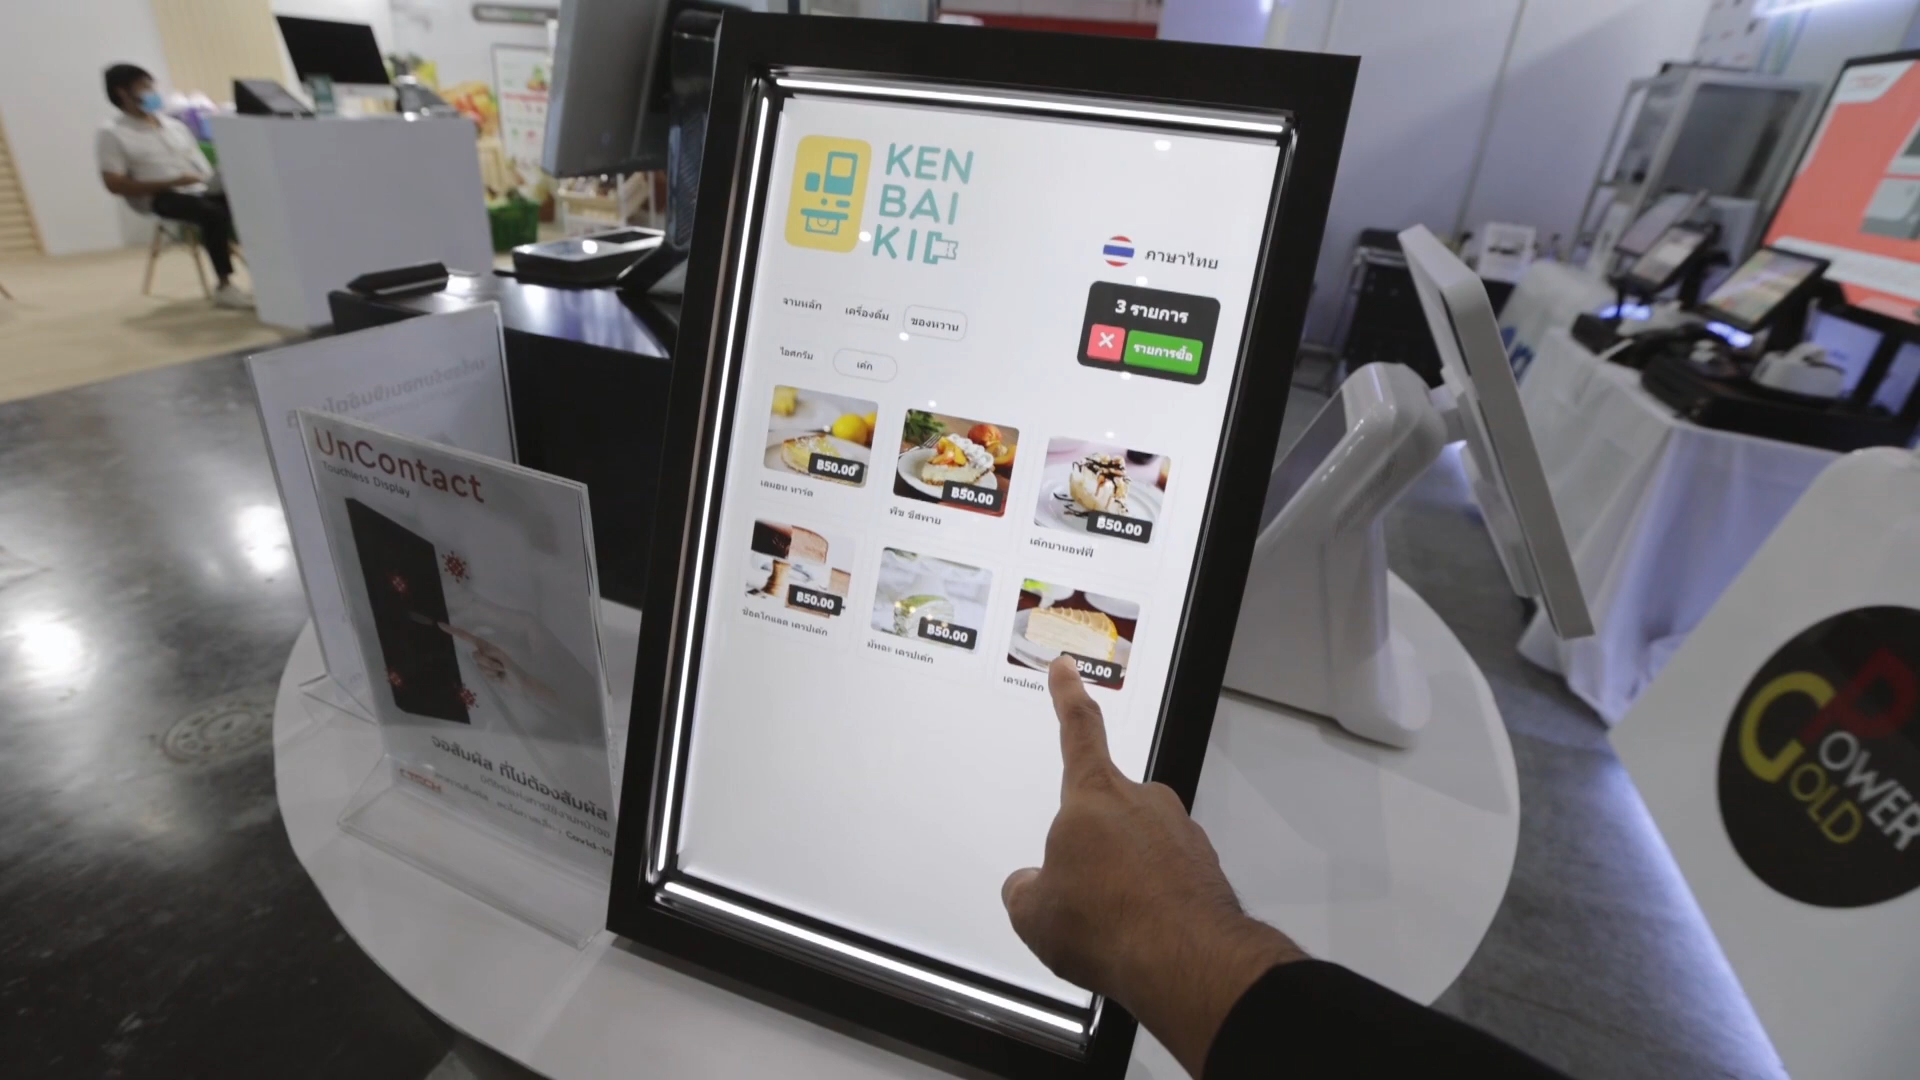 KEN
BAI
KI
ภาษาไทย
3 รายการ
รายการซื้อ
จานหลัก
เครื่องดื่ม
ของหวาน
ไอศกรีม
เค้ก
฿50.00
฿50.00
฿50.00
เลมอน ทาร์ต
พีช ชีสพาย
เค้กบานอฟฟี่
฿50.00
฿50.00
50.00
ช็อคโกแลต เครปเค้ก
มัทฉะ เครปเค้ก
เครปเค้ก
UnContact
Touchless Display
จอสัมผัส ที่ไม่ต้องสัมผัส
Covid-19
POWER
GOLD